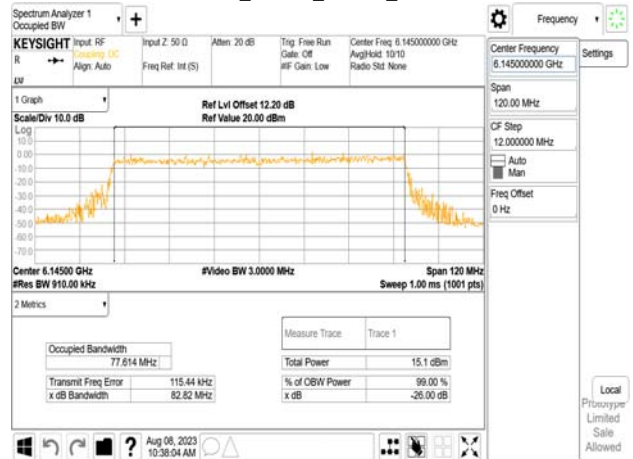 Spectrum Analyzer 1
Occupied BW
Frequency
KEYSIGHT
Input: RF
Coupling: DC
Align: Auto
Input Z: 50 Ω
Freq Ref: Int (S)
Atten: 20 dB
Trig: Free Run
Gate: Off
#IF Gain: Low
Center Freq: 6.145000000 GHz
Avg|Hold: 10/10
Radio Std: None
R
Center Frequency
6.145000000 GHz
Settings
Span
120.00 MHz
CF Step
12.000000 MHz
Auto
Man
Freq Offset
0 Hz
1 Graph
Ref Lvl Offset 12.20 dB
Scale/Div 10.0 dB
Ref Value 20.00 dBm
Log
10.0
0.00
-10.0
-20.0
-30.0
-40.0
-50.0
-60.0
-70.0
Center 6.14500 GHz
#Video BW 3.0000 MHz
Span 120 MHz
#Res BW 910.00 kHz
Sweep 1.00 ms (1001 pts)
2 Metrics
Measure Trace
Trace 1
Occupied Bandwidth
77.614 MHz
Total Power
15.1 dBm
Transmit Freq Error
115.44 kHz
% of OBW Power
99.00 %
x dB Bandwidth
82.82 MHz
x dB
-26.00 dB
Local
Prototype
Limited
Sale
Allowed
Aug 08, 2023
10:38:04 AM